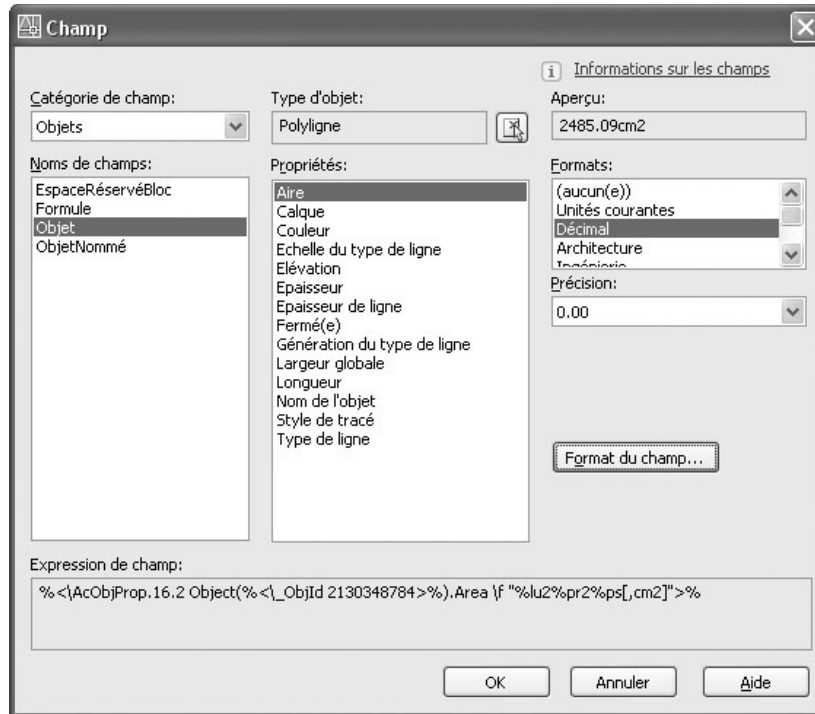 Champ
Informations sur les champs
Catégorie de champ:
Objets
Type d'objet:
Polyligne
Aperçu:
2485.09cm2
Noms de champs:
EspaceRéservéBloc
Formule
Objet
ObjetNommé
Propriétés:
Aire
Calque
Couleur
Echelle du type de ligne
Elévation
Epaisseur
Epaisseur de ligne
Fermé(e)
Génération du type de ligne
Largeur globale
Longueur
Nom de l'objet
Style de tracé
Type de ligne
Formats:
(aucun(e))
Unités courantes
Décimal
Architecture
Ingénierie
Précision:
0.00
Format du champ...
Expression de champ:
%<\AcObjProp.16.2 Object(%<\_ObjId 2130348784>%).Area \f "%lu2%pr2%ps[,cm2]">%
OK
Annuler
Aide